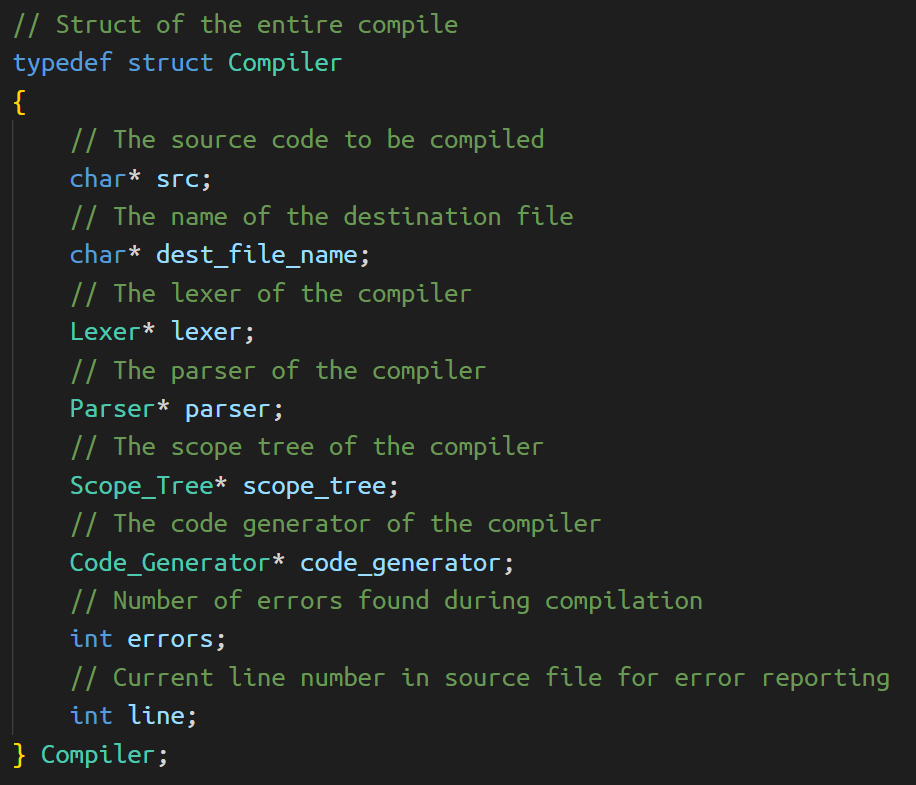 // Struct of the entire compile
typedef struct Compiler
{
    // The source code to be compiled
    char* src;
    // The name of the destination file
    char* dest_file_name;
    // The lexer of the compiler
    Lexer* lexer;
    // The parser of the compiler
    Parser* parser;
    // The scope tree of the compiler
    Scope_Tree* scope_tree;
    // The code generator of the compiler
    Code_Generator* code_generator;
    // Number of errors found during compilation
    int errors;
    // Current line number in source file for error reporting
    int line;
} Compiler;